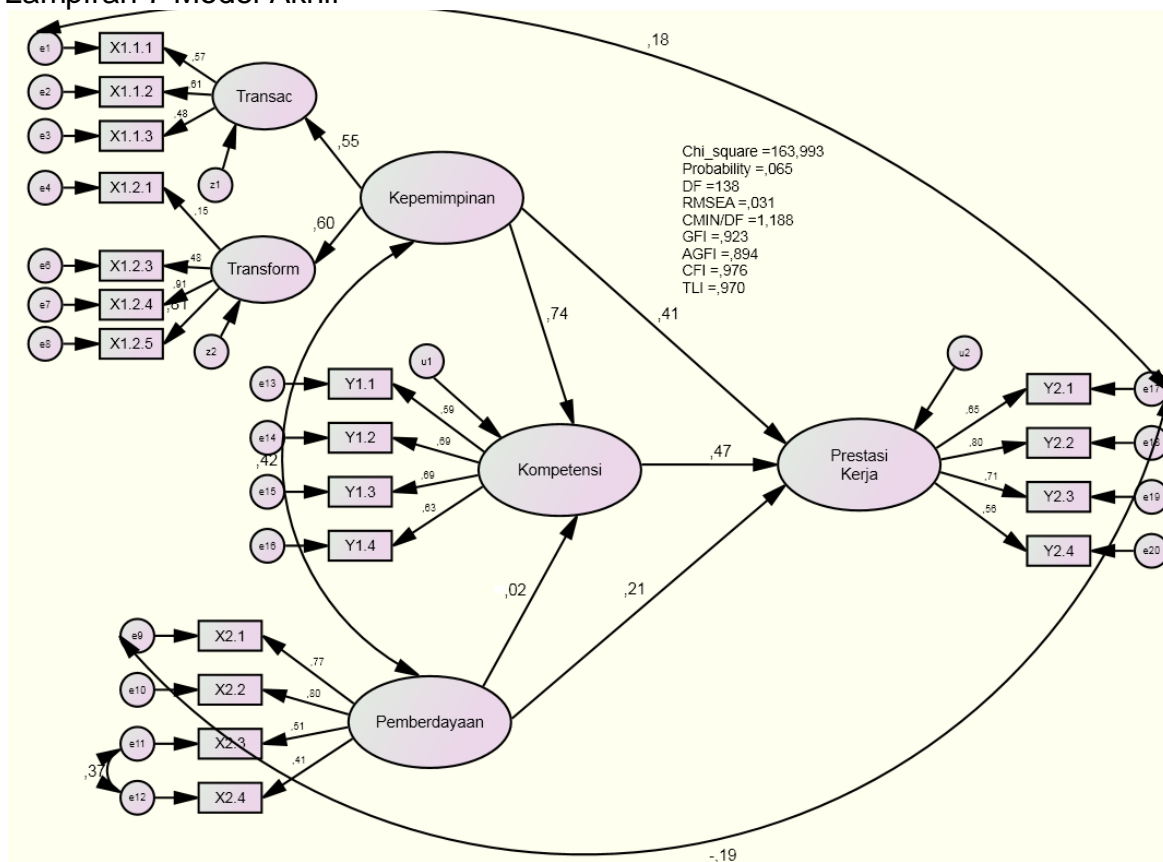 Lampiran 7 Model Akhir
,18
e1
X1.1.1
,57
e2
X1.1.2
,61
Transac
e3
X1.1.3
,48
z1
,55
e4
X1.2.1
,15
,60
Kepemimpinan
Chi_square =163,993
Probability =,065
DF =138
RMSEA =,031
CMIN/DF =1,188
GFI =,923
AGFI =,894
CFI =,976
TLI =,970
e6
X1.2.3
,48
Transform
e7
X1.2.4
,91
e8
X1.2.5
z2
,74
,41
u1
u2
e13
Y1.1
,59
e14
Y1.2
,69
,42
e15
Y1.3
,69
e16
Y1.4
,63
Kompetensi
,47
Prestasi
Kerja
,65
Y2.1
e17
,80
Y2.2
e18
,71
Y2.3
e19
,56
Y2.4
e20
,02
,21
e9
X2.1
,77
e10
X2.2
,80
e11
X2.3
,51
Pemberdayaan
,37
e12
X2.4
,41
-,19